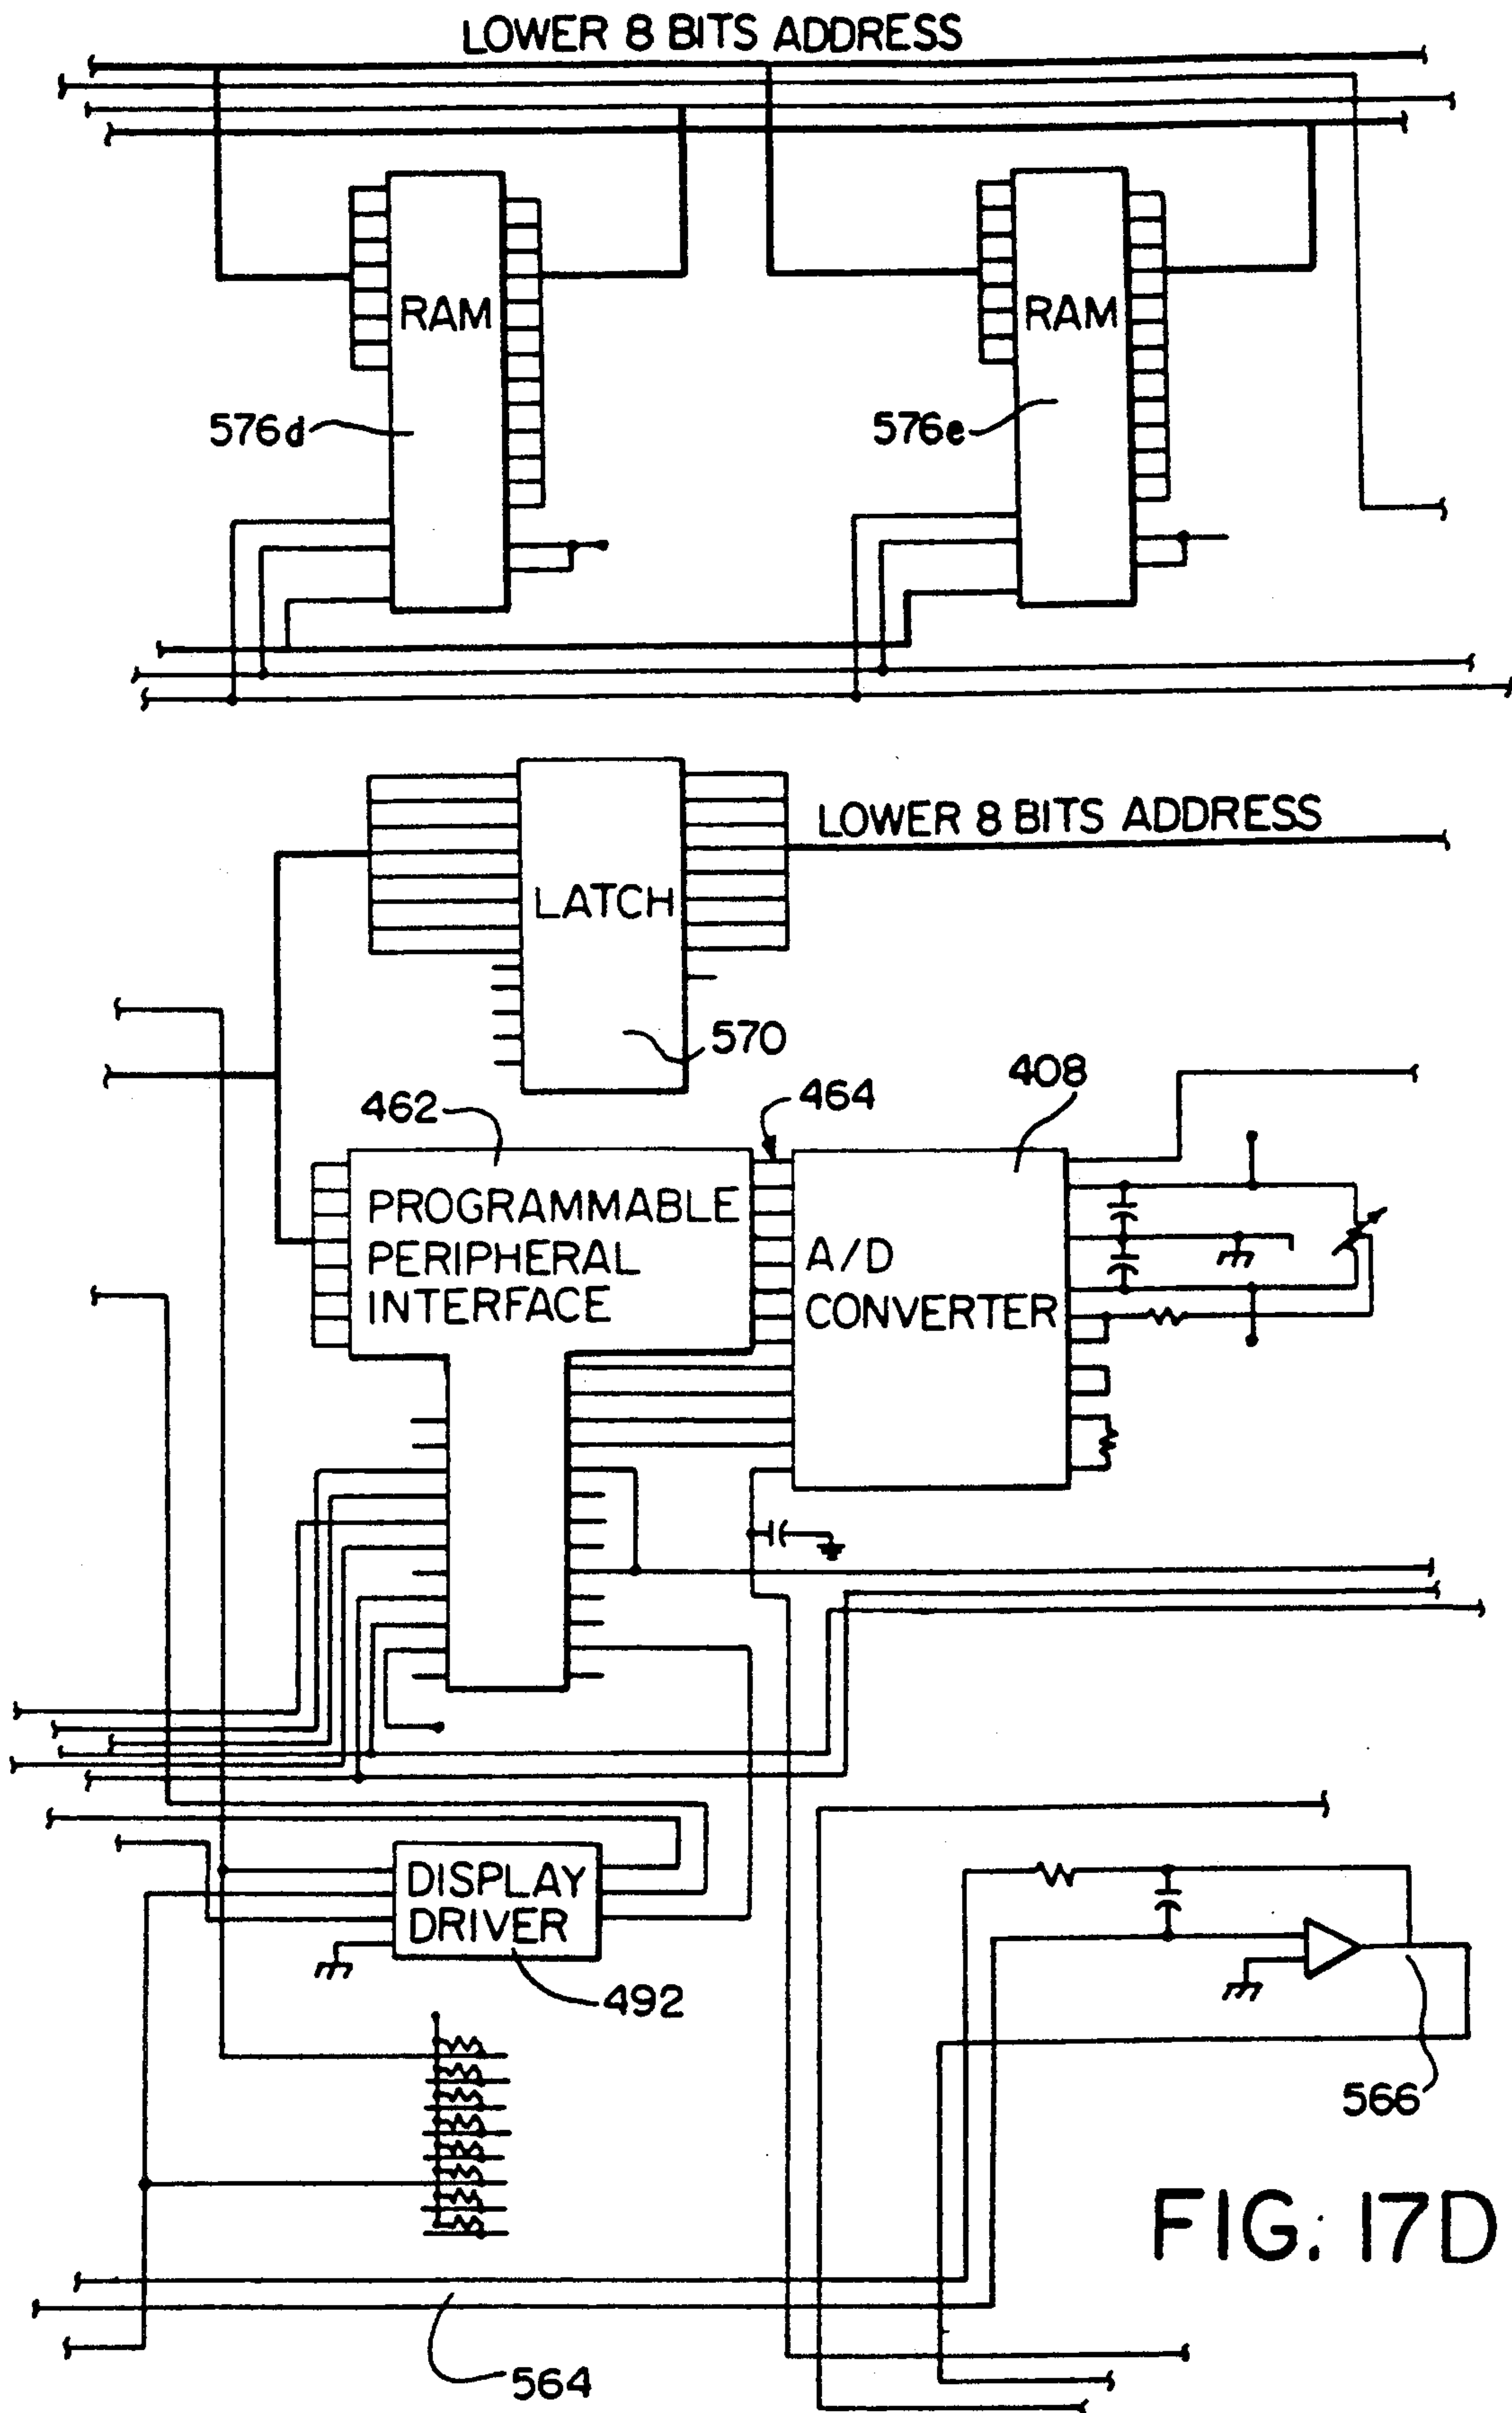 LOWER 8 BITS ADDRESS
RAM
RAM
576d
576e
LATCH
LOWER 8 BITS ADDRESS
570
462
464
408
PROGRAMMABLE
PERIPHERAL
INTERFACE
A/D
CONVERTER
DISPLAY
DRIVER
492
566
FIG. 17D
564